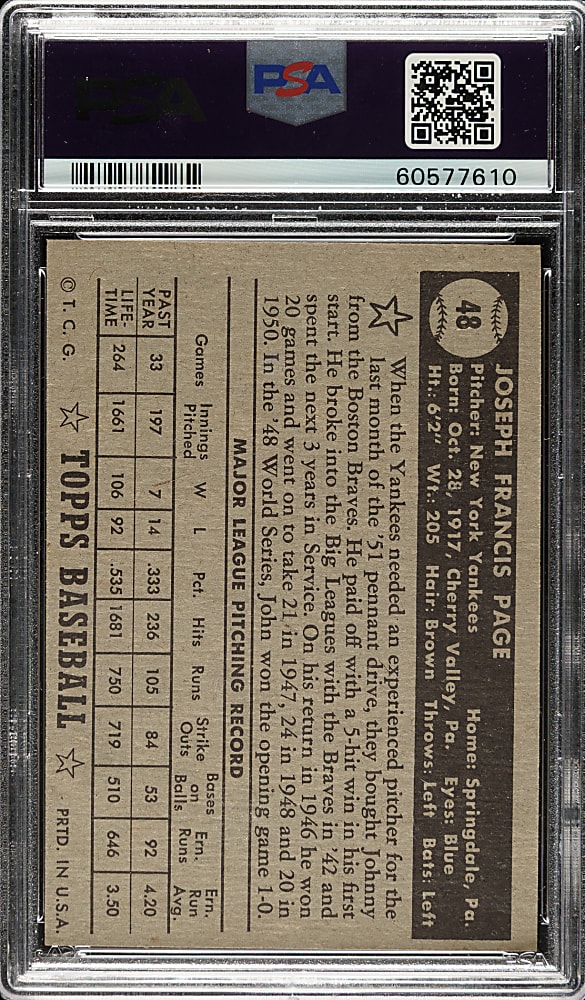 PSA
60577610
48
JOSEPH FRANCIS PAGE
Pitcher: New York Yankees Home: Springdale, Pa.
Born: Oct. 28, 1917, Cherry Valley, Pa. Eyes: Blue
Ht.: 6'2" Wt.: 205 Hair: Brown Throws: Left Bats: Left
When the Yankees needed an experienced pitcher for the
last month of the '51 pennant drive, they bought Johnny
from the Boston Braves. He paid off with a 5-hit win in his first
start. He broke into the Big Leagues with the Braves in '42 and
spent the next 3 years in Service. On his return in 1946 he won
20 games and went on to take 21 in 1947, 24 in 1948 and 20 in
1950. In the '48 World Series, John won the opening game 1-0.
MAJOR LEAGUE PITCHING RECORD
Games Innings Pitched W L Pct. Hits Runs Strike Outs Bases on Balls Ern. Runs Ern. Run Avg.
PAST YEAR 33 197 7 14 .333 236 105 84 53 92 4.20
LIFE-TIME 264 1661 106 92 .535 1681 750 719 510 646 3.50
© T. C. G. TOPPS BASEBALL PRTD. IN U.S.A.